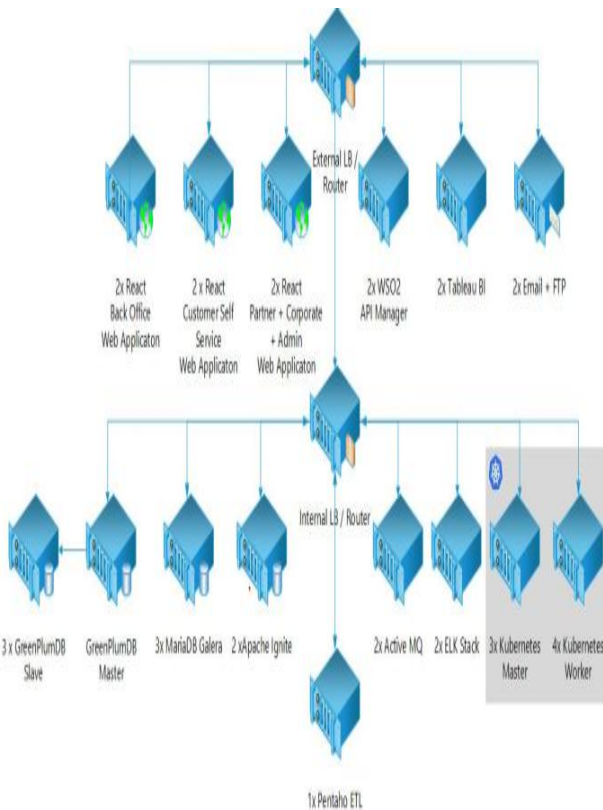 External LB /
Router
2x React
Back Office
Web Applicaton
2 x React
Customer Self
Service
Web Applicaton
2x React
Partner + Corporate
+ Admin
Web Applicaton
2x WSO2
API Manager
2x Tableau BI
2x Email + FTP
Internal LB / Router
3 x GreenPlumDB
Slave
GreenPlumDB
Master
3x MariaDB Galera
2 xApache Ignite
2x Active MQ
2x ELK Stack
3x Kubernetes
Master
4x Kubernetes
Worker
1x Pentaho ETL